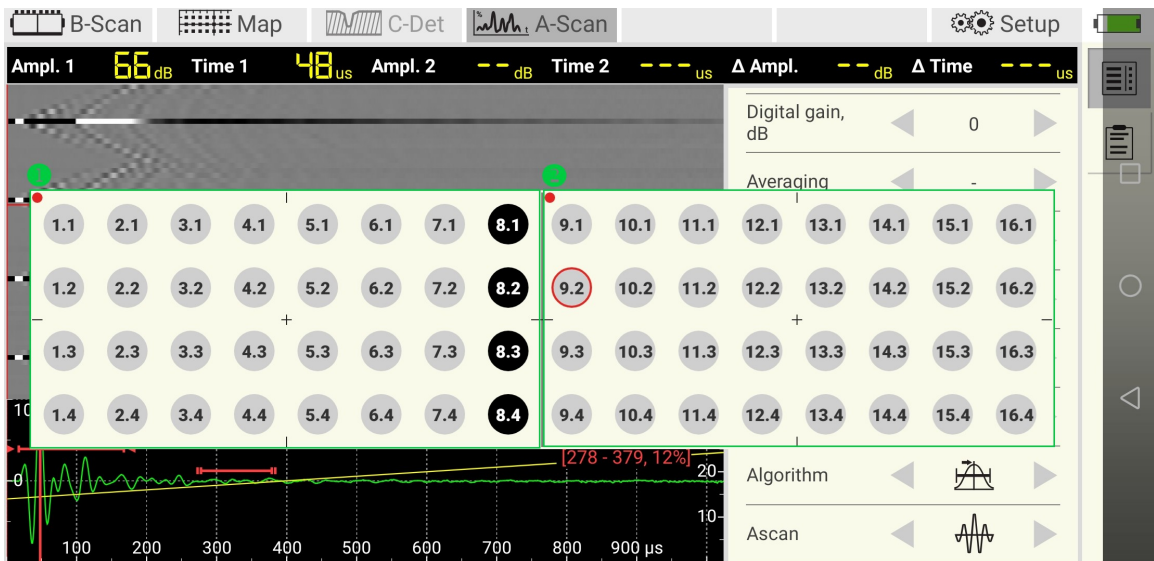 B-Scan Map C-Det A-Scan Setup
Ampl. 1 66 dB Time 1 48 us Ampl. 2 -- dB Time 2 --- us Δ Ampl. -- dB Δ Time --- us
Digital gain, dB 0
Averaging -
1.1 2.1 3.1 4.1 5.1 6.1 7.1 8.1 9.1 10.1 11.1 12.1 13.1 14.1 15.1 16.1
1.2 2.2 3.2 4.2 5.2 6.2 7.2 8.2 9.2 10.2 11.2 12.2 13.2 14.2 15.2 16.2
1.3 2.3 3.3 4.3 5.3 6.3 7.3 8.3 9.3 10.3 11.3 12.3 13.3 14.3 15.3 16.3
1.4 2.4 3.4 4.4 5.4 6.4 7.4 8.4 9.4 10.4 11.4 12.4 13.4 14.4 15.4 16.4
[278 - 379, 12%]
20
0
10
Algorithm
Ascan
100 200 300 400 500 600 700 800 900 µs